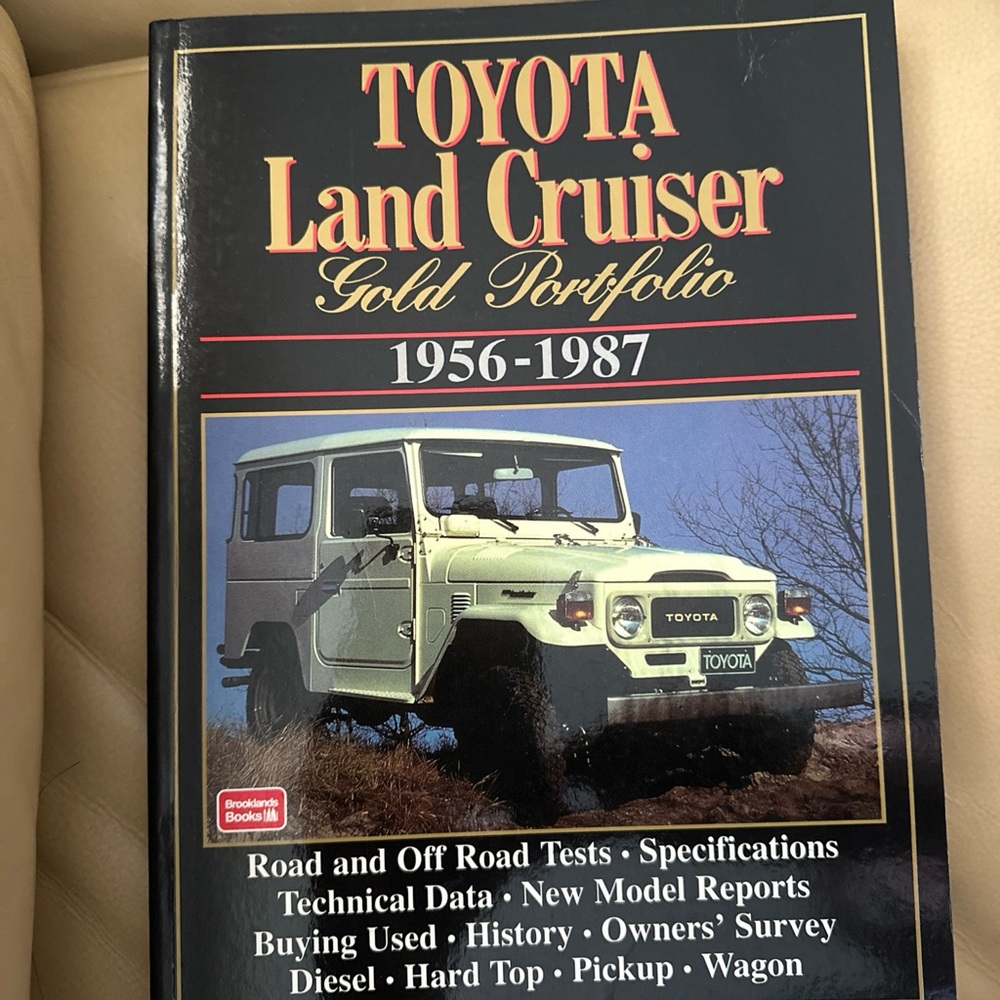 TOYOTA
Land Cruiser
Gold Portfolio
1956-1987
TOYOTA
TOYOTA
Brooklands
Books
Road and Off Road Tests · Specifications
Technical Data · New Model Reports
Buying Used · History · Owners' Survey
Diesel · Hard Top · Pickup · Wagon